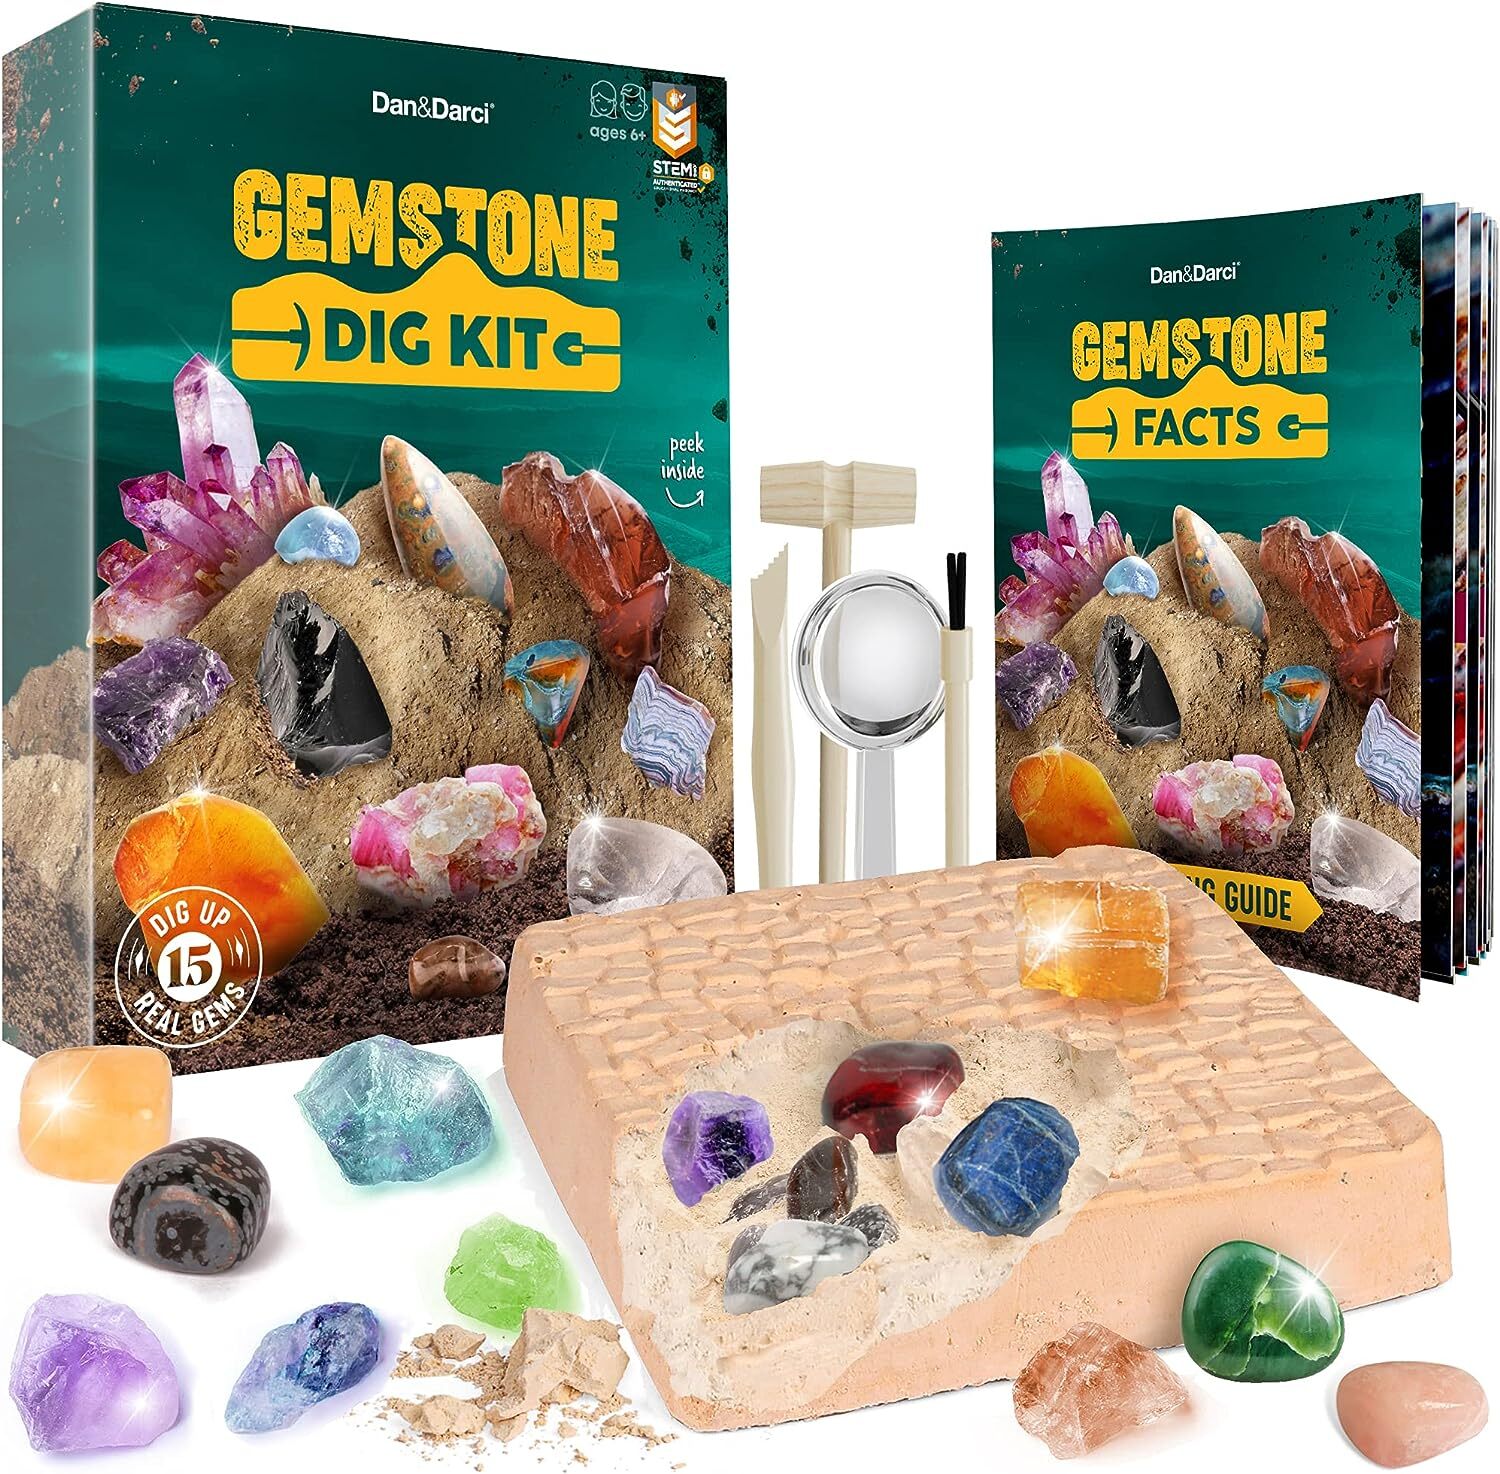 Dan&Darci®
ages 6+
STEM
AUTHENTICATED
GEMSTONE
DIG KIT
peek
inside
DIG UP
15
REAL GEMS
Dan&Darci®
GEMSTONE
FACTS
NG GUIDE